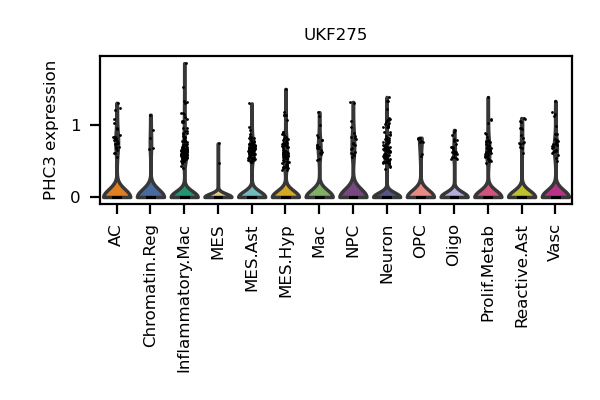 UKF275
PHC3 expression
1
0
AC
Chromatin.Reg
Inflammatory.Mac
MES
MES.Ast
MES.Hyp
Mac
NPC
Neuron
OPC
Oligo
Prolif.Metab
Reactive.Ast
Vasc